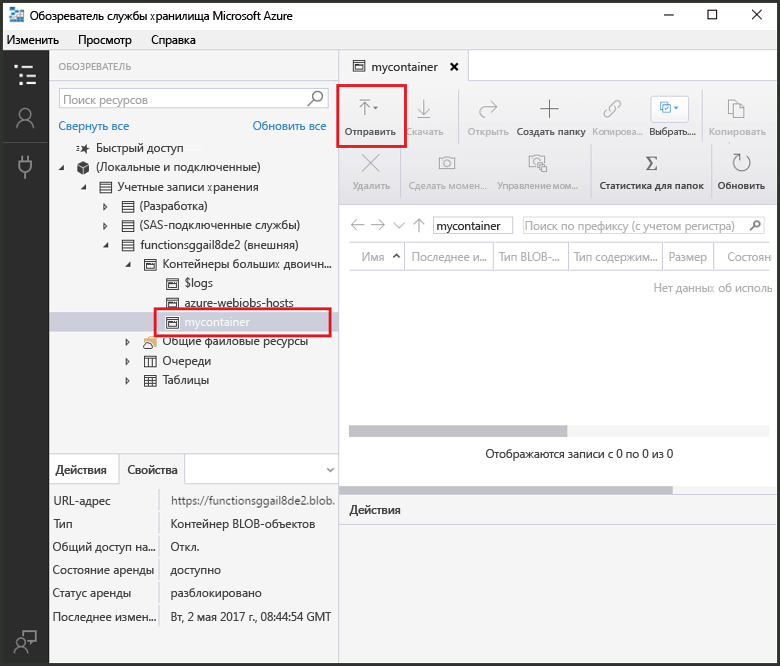 Обозреватель службы хранилища Microsoft Azure
Изменить Просмотр Справка
ОБОЗРЕВАТЕЛЬ
Поиск ресурсов
Свернуть все Обновить все
Быстрый доступ
(Локальные и подключенные)
Учетные записи хранения
(Разработка)
(SAS-подключенные службы)
functionsggail8de2 (внешняя)
Контейнеры больших двоичн...
$logs
azure-webjobs-hosts
mycontainer
Общие файловые ресурсы
Очереди
Таблицы
Действия Свойства
URL-адрес https://functionsggail8de2.blob.
Тип Контейнер BLOB-объектов
Общий доступ на... Откл.
Состояние аренды доступно
Статус аренды разблокировано
Последнее измен... Вт, 2 мая 2017 г., 08:44:54 GMT
mycontainer
Отправить Скачать Открыть Создать папку Копирова... Выбрать.... Копировать
Удалить Сделать момен... Управление мом... Статистика для папок Обновить
mycontainer Поиск по префиксу (с учетом регистра)
Имя Последнее и... Тип BLOB-... Тип содержим... Размер Состоян
Нет данных об исполь
Отображаются записи с 0 по 0 из 0
Действия